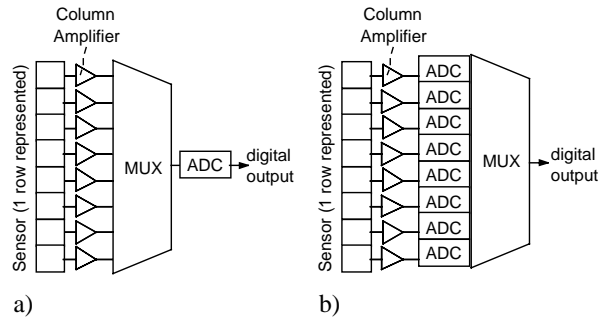 Column
Amplifier
Sensor (1 row represented)
MUX
ADC
digital
output
a)
Column
Amplifier
Sensor (1 row represented)
ADC
ADC
ADC
ADC
ADC
ADC
ADC
ADC
MUX
digital
output
b)